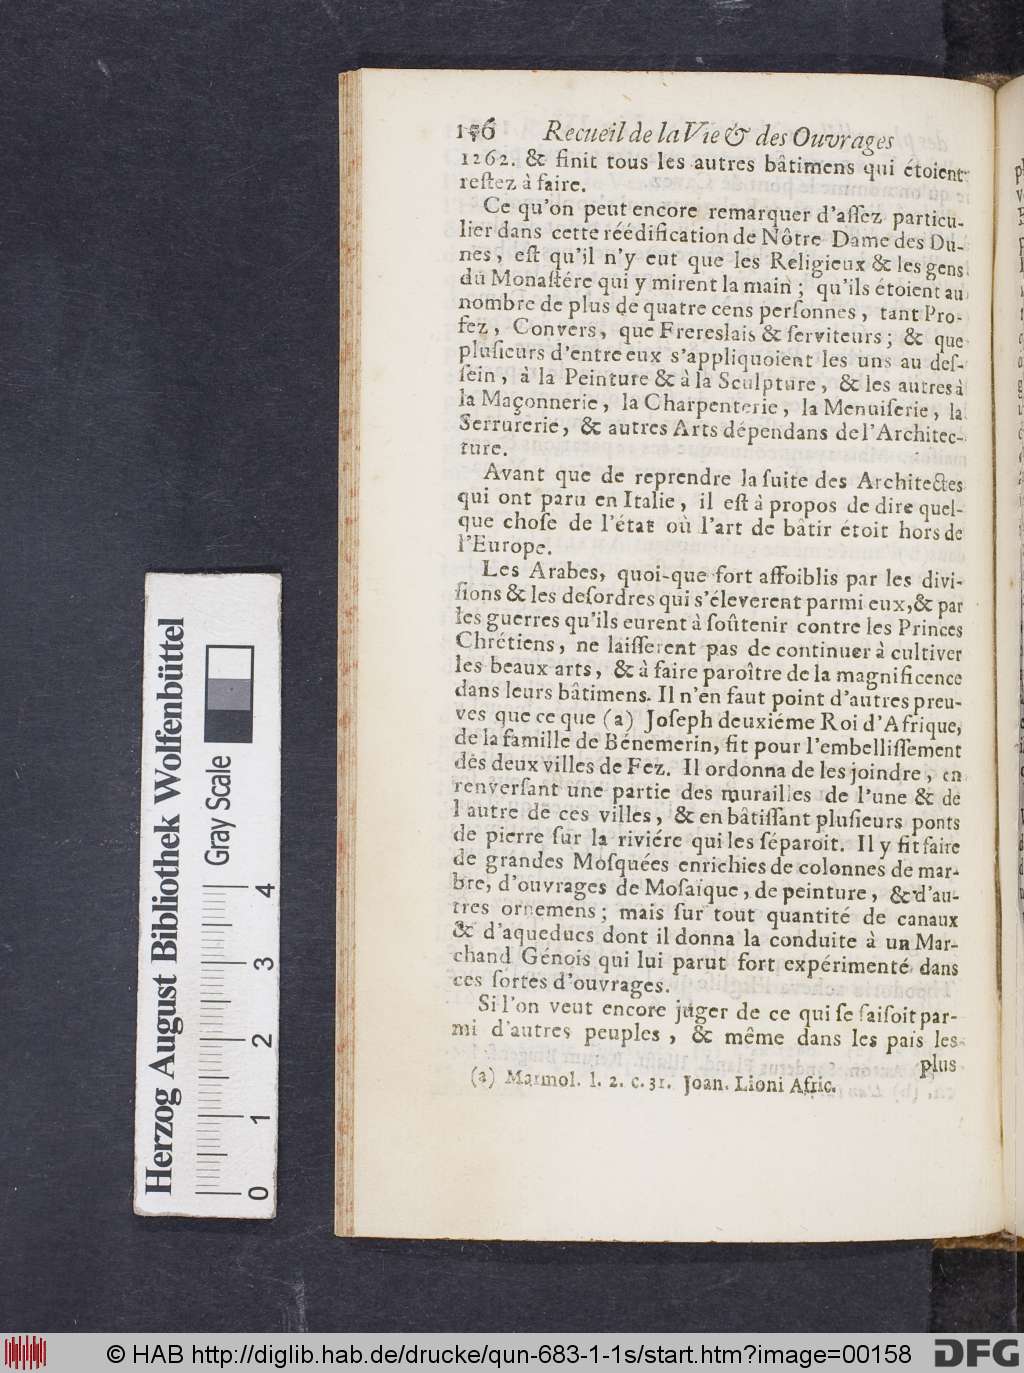 156 Recueil de la Vie & des Ouvrages
1262. & finit tous les autres bâtimens qui étoient
reſtez à faire.
Ce qu'on peut encore remarquer d'aſſez particu-
lier dans cette réédification de Nôtre Dame des Du-
nes, eſt qu'il n'y eut que les Religieux & les gens
du Monaſtére qui y mirent la main; qu'ils étoient au
nombre de plus de quatre cens perſonnes, tant Pro-
fez, Convers, que Frereslais & ſerviteurs; & que
pluſieurs d'entre eux s'appliquoient les uns au deſ-
ſein, à la Peinture & à la Sculpture, & les autres à
la Maçonnerie, la Charpenterie, la Menuiſerie, la
Serrurerie, & autres Arts dépendans de l'Architec-
ture.
Avant que de reprendre la ſuite des Architectes
qui ont paru en Italie, il eſt à propos de dire quel-
que choſe de l'état où l'art de bâtir étoit hors de
l'Europe.
Les Arabes, quoi-que fort affoiblis par les divi-
ſions & les deſordres qui s'éleverent parmi eux, & par
les guerres qu'ils eurent à ſoûtenir contre les Princes
Chrétiens, ne laiſſerent pas de continuer à cultiver
les beaux arts, & à faire paroître de la magnificence
dans leurs bâtimens. Il n'en faut point d'autres preu-
ves que ce que (a) Joſeph deuxiéme Roi d'Afrique,
de la famille de Bénemerin, fit pour l'embelliſſement
des deux villes de Fez. Il ordonna de les joindre, en
renverſant une partie des murailles de l'une & de
l'autre de ces villes, & en bâtiſſant pluſieurs ponts
de pierre ſur la riviére qui les ſéparoit. Il y fit faire
de grandes Moſquées enrichies de colonnes de mar-
bre, d'ouvrages de Moſaïque, de peinture, & d'au-
tres ornemens; mais ſur tout quantité de canaux
& d'aqueducs dont il donna la conduite à un Mar-
chand Génois qui lui parut fort expérimenté dans
ces ſortes d'ouvrages.
Si l'on veut encore juger de ce qui ſe faiſoit par-
mi d'autres peuples, & même dans les païs les
plus
(a) Marmol. l. 2. c. 31. Joan. Lioni Afric.
Herzog August Bibliothek Wolfenbüttel
Gray Scale
0 1 2 3 4
© HAB http://diglib.hab.de/drucke/qun-683-1-1s/start.htm?image=00158
DFG